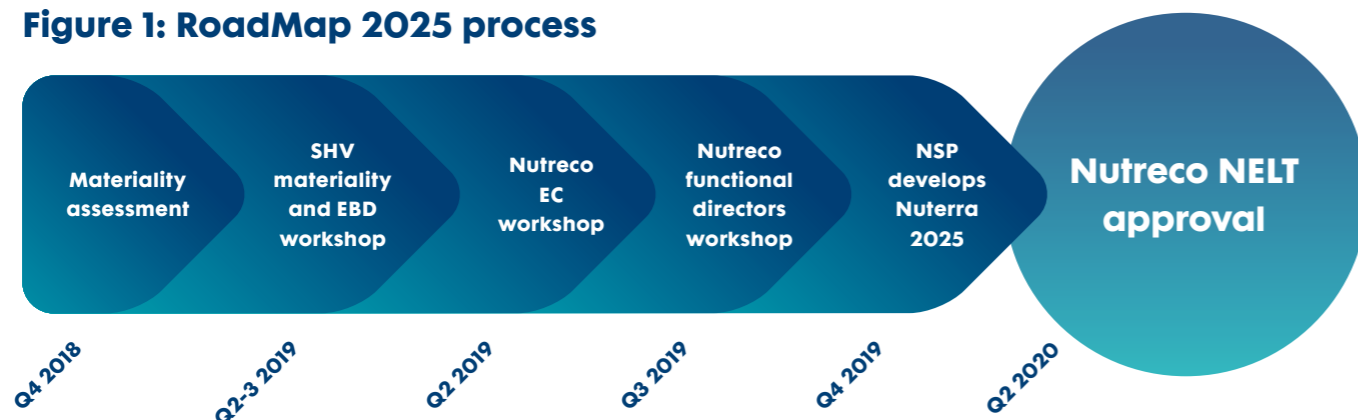 Figure 1: RoadMap 2025 process
Materiality
assessment
SHV
materiality
and EBD
workshop
Nutreco
EC
workshop
Nutreco
functional
directors
workshop
NSP
develops
Nuterra
2025
Nutreco NELT
approval
Q4 2018
Q2-3 2019
Q2 2019
Q3 2019
Q4 2019
Q2 2020